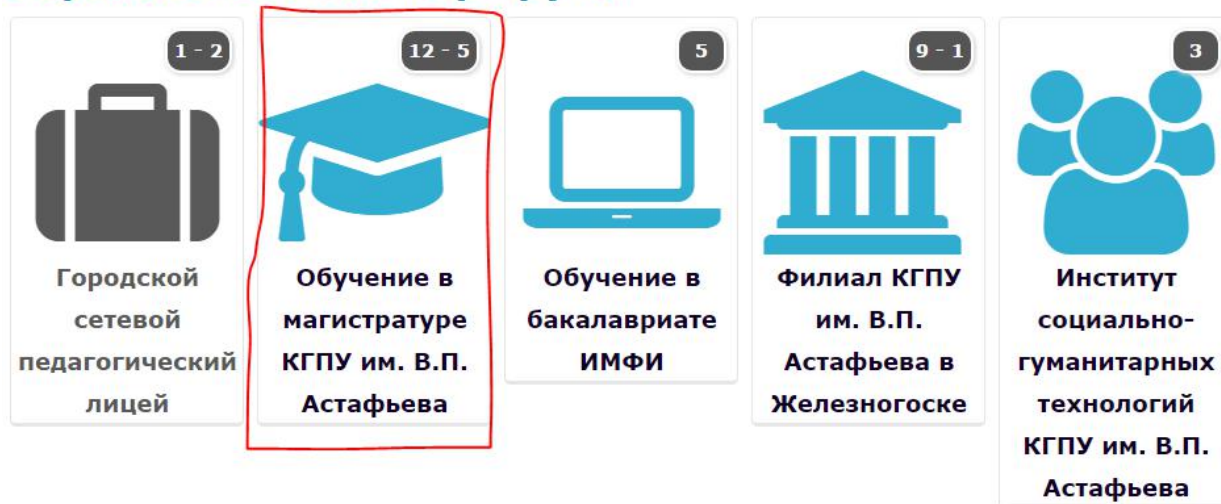 1 - 2
Городской
сетевой
педагогический
лицей
12 - 5
Обучение в
магистратуре
КГПУ им. В.П.
Астафьева
5
Обучение в
бакалавриате
ИМФИ
9 - 1
Филиал КГПУ
им. В.П.
Астафьева в
Железногоске
3
Институт
социально-
гуманитарных
технологий
КГПУ им. В.П.
Астафьева